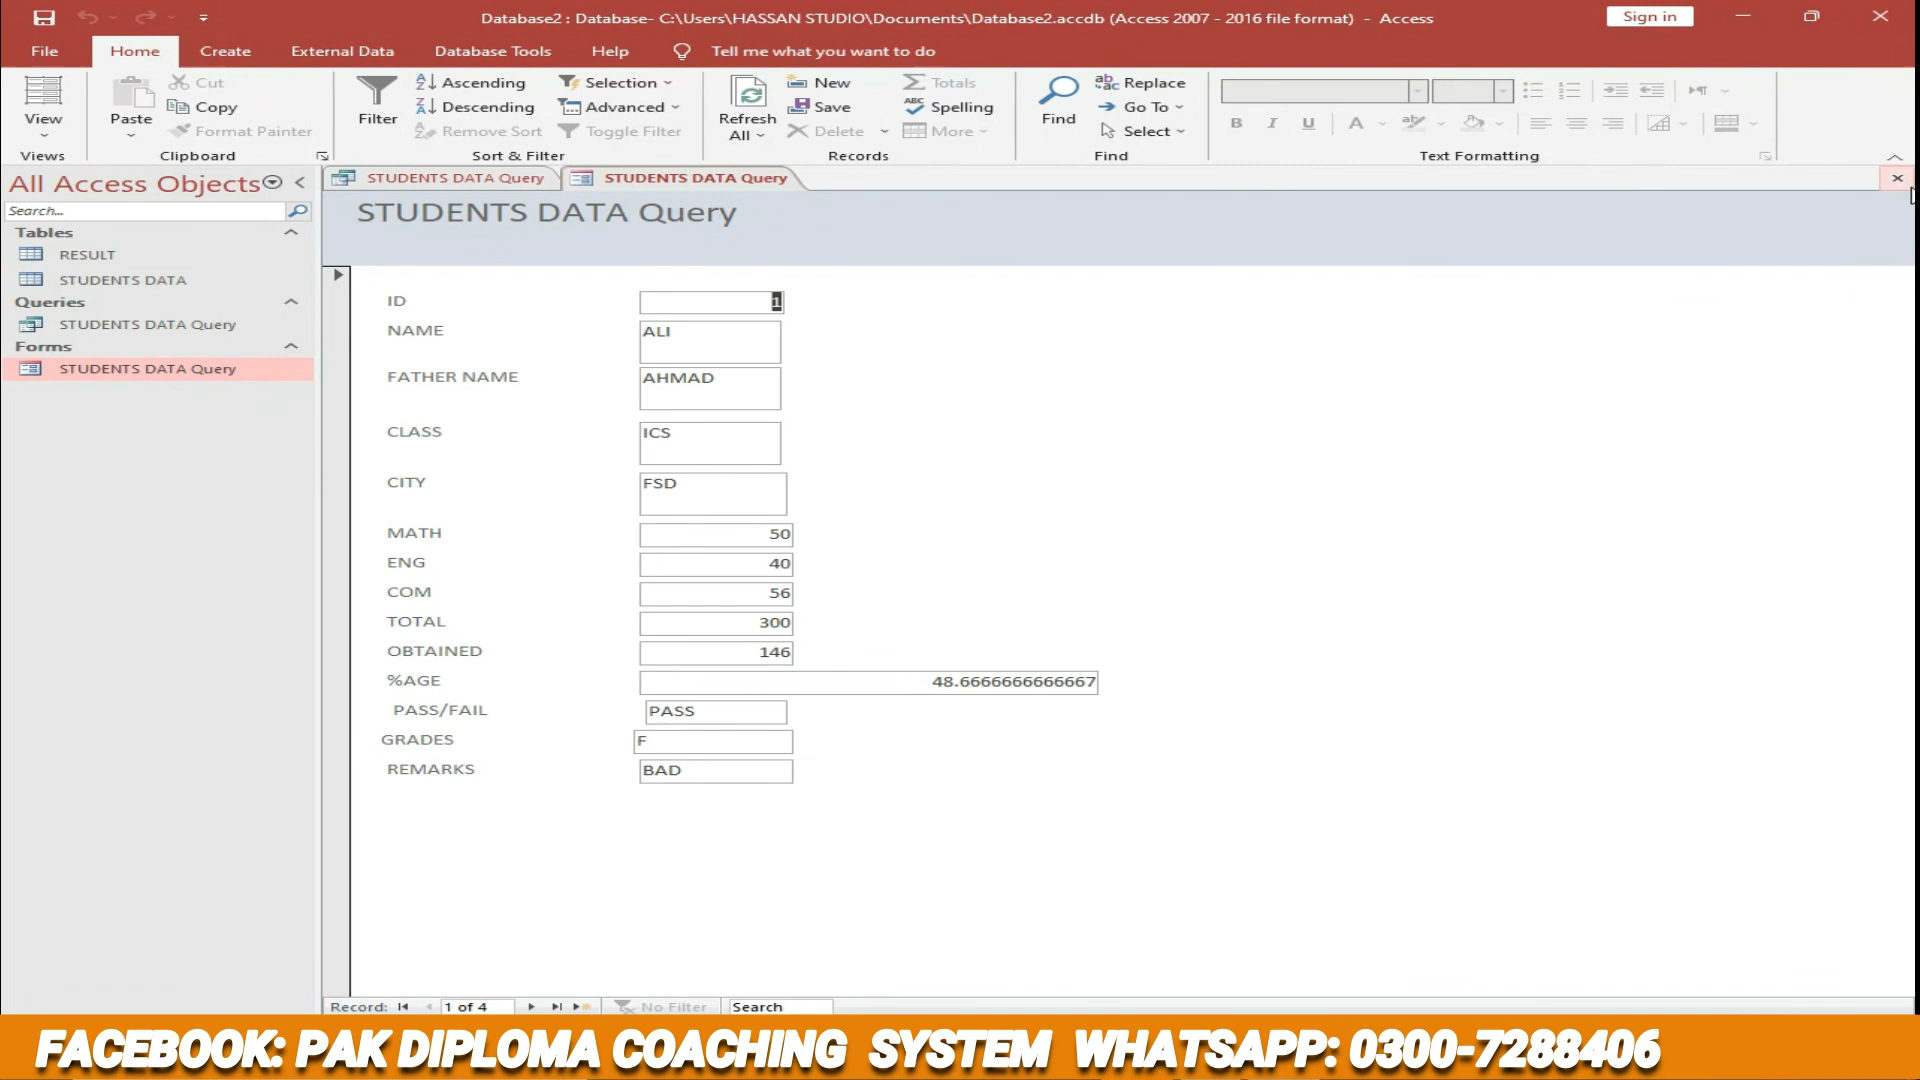 Database2 : Database- C:\Users\HASSAN STUDIO\Documents\Database2.accdb (Access 2007 - 2016 file format) - Access
Sign in
File Home Create External Data Database Tools Help Tell me what you want to do
View
Views
Paste
Cut
Copy
Format Painter
Clipboard
Filter
Ascending
Descending
Remove Sort
Selection
Advanced
Toggle Filter
Sort & Filter
Refresh
All
New
Save
Delete
Totals
Spelling
More
Records
Find
Replace
Go To
Select
Find
B I U A
Text Formatting
All Access Objects
Search...
Tables
RESULT
STUDENTS DATA
Queries
STUDENTS DATA Query
Forms
STUDENTS DATA Query
STUDENTS DATA Query STUDENTS DATA Query
STUDENTS DATA Query
ID 1
NAME ALI
FATHER NAME AHMAD
CLASS ICS
CITY FSD
MATH 50
ENG 40
COM 56
TOTAL 300
OBTAINED 146
%AGE 48.6666666666667
PASS/FAIL PASS
GRADES F
REMARKS BAD
Record: 1 of 4 No Filter Search
FACEBOOK: PAK DIPLOMA COACHING SYSTEM WHATSAPP: 0300-7288406